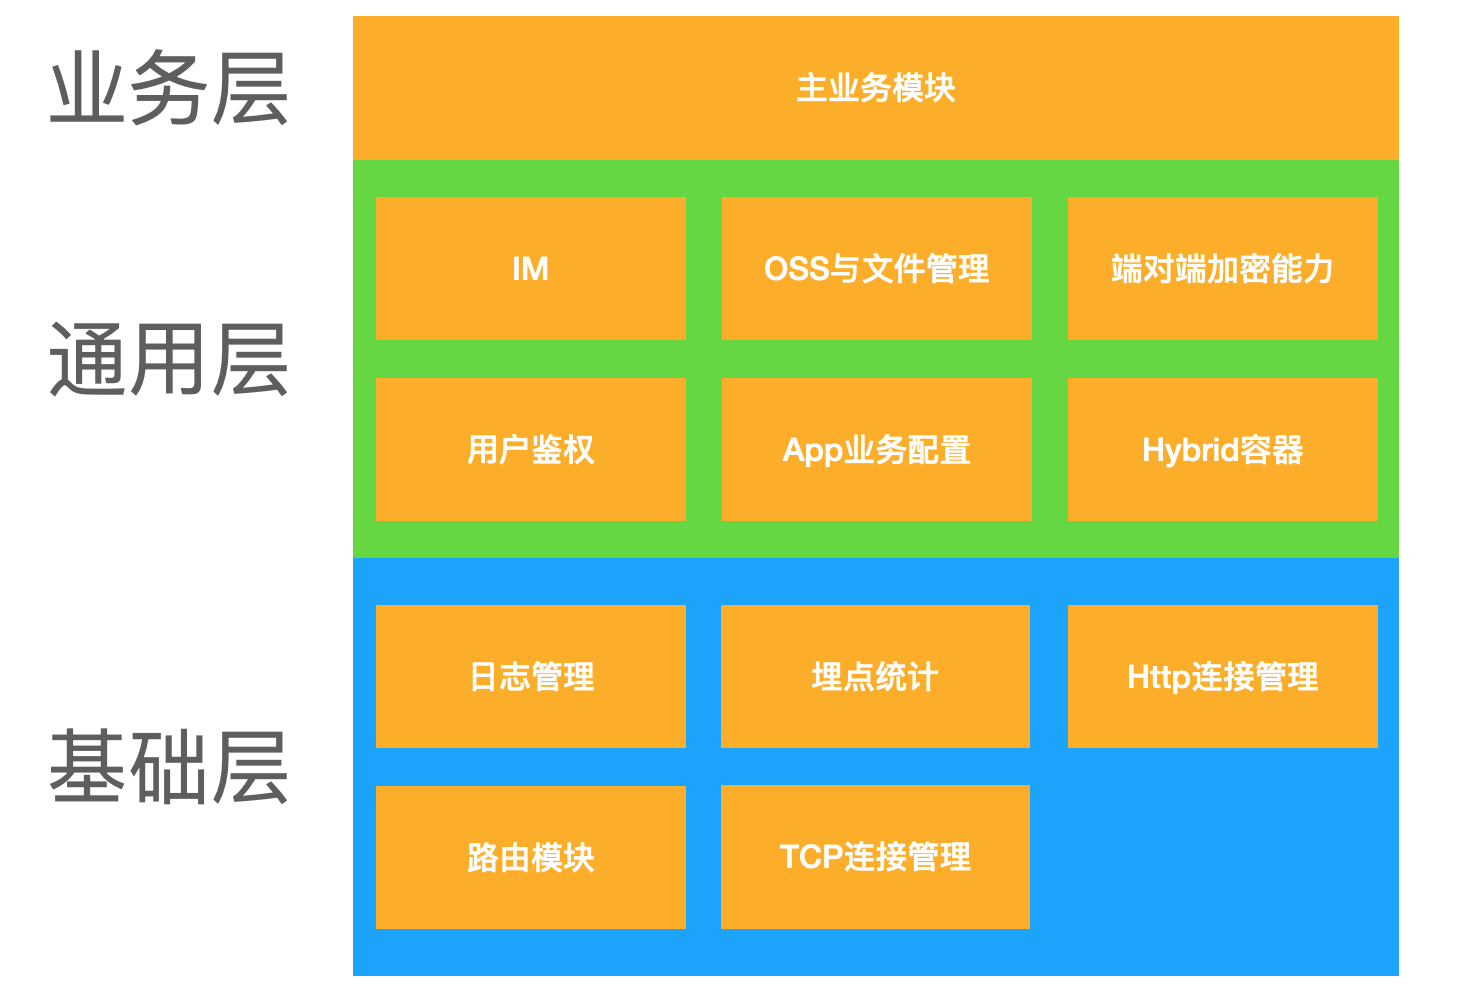 业务层
主业务模块
通用层
IM
OSS与文件管理
端对端加密能力
用户鉴权
App业务配置
Hybrid容器
基础层
日志管理
埋点统计
Http连接管理
路由模块
TCP连接管理